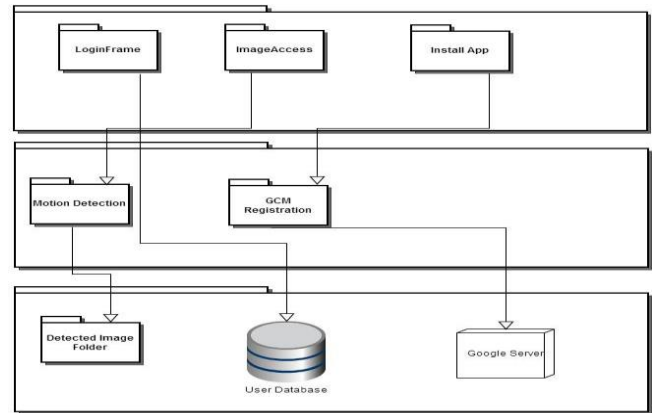 LoginFrame
ImageAccess
Install App
Motion Detection
GCM
Registration
Detected Image
Folder
User Database
Google Server